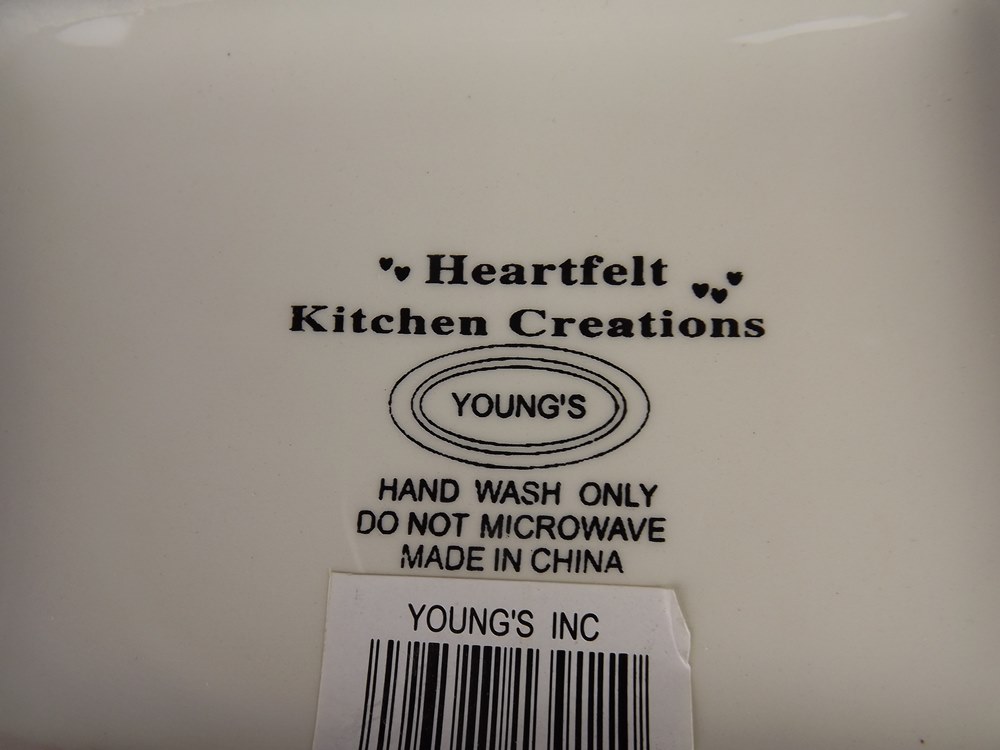 Heartfelt
Kitchen Creations
YOUNG'S
HAND WASH ONLY
DO NOT MICROWAVE
MADE IN CHINA
YOUNG'S INC